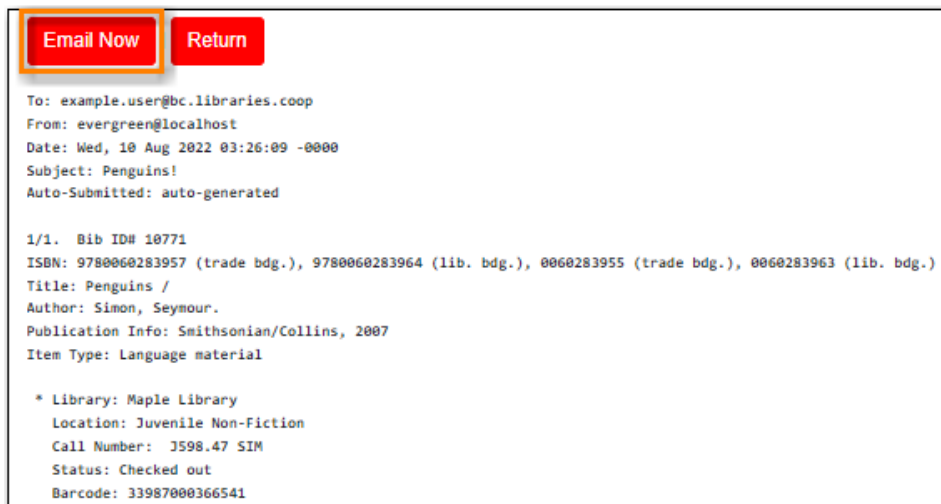 Email Now Return
To: example.user@bc.libraries.coop
From: evergreen@localhost
Date: Wed, 10 Aug 2022 03:26:09 -0000
Subject: Penguins!
Auto-Submitted: auto-generated
1/1.  Bib ID# 10771
ISBN: 9780060283957 (trade bdg.), 9780060283964 (lib. bdg.), 0060283955 (trade bdg.), 0060283963 (lib. bdg.)
Title: Penguins /
Author: Simon, Seymour.
Publication Info: Smithsonian/Collins, 2007
Item Type: Language material
* Library: Maple Library
Location: Juvenile Non-Fiction
Call Number:  J598.47 SIM
Status: Checked out
Barcode: 33987000366541